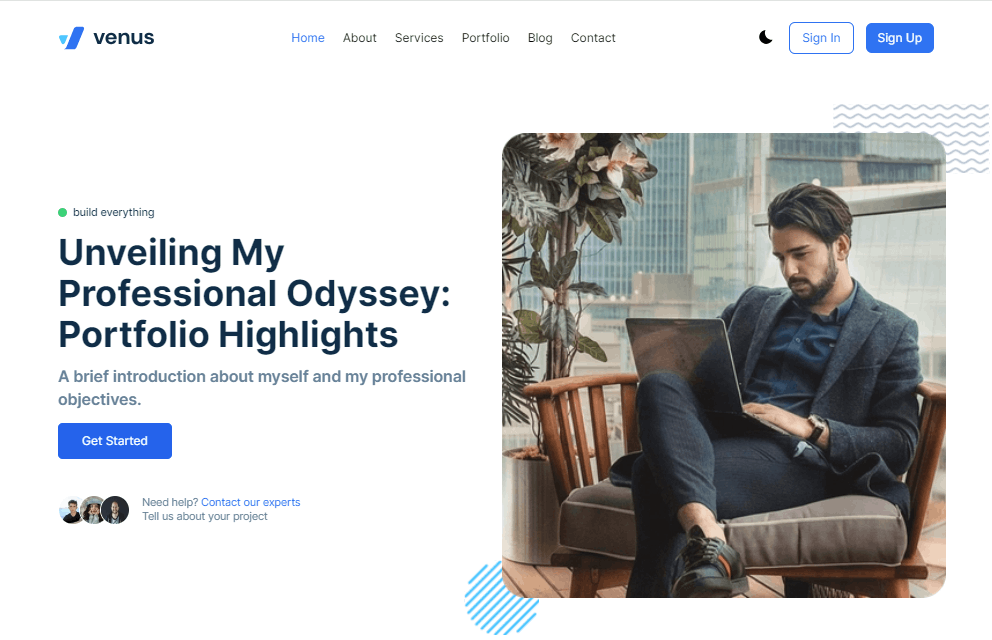 venus
Home About Services Portfolio Blog Contact
Sign In Sign Up
build everything
Unveiling My
Professional Odyssey:
Portfolio Highlights
A brief introduction about myself and my professional
objectives.
Get Started
Need help? Contact our experts
Tell us about your project